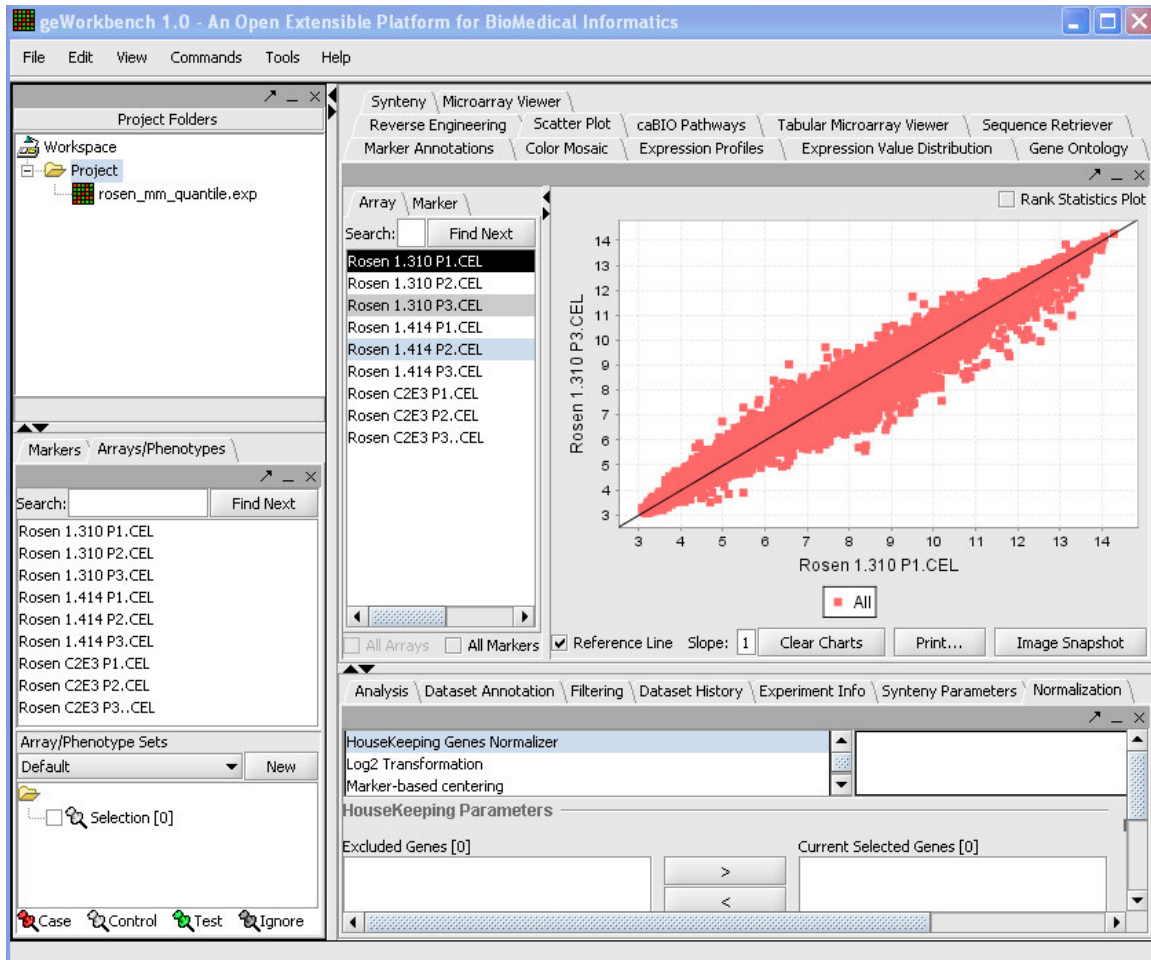 geWorkbench 1.0 - An Open Extensible Platform for BioMedical Informatics
File Edit View Commands Tools Help
Project Folders
Workspace
Project
rosen_mm_quantile.exp
Markers Arrays/Phenotypes
Search: Find Next
Rosen 1.310 P1.CEL
Rosen 1.310 P2.CEL
Rosen 1.310 P3.CEL
Rosen 1.414 P1.CEL
Rosen 1.414 P2.CEL
Rosen 1.414 P3.CEL
Rosen C2E3 P1.CEL
Rosen C2E3 P2.CEL
Rosen C2E3 P3..CEL
Array/Phenotype Sets
Default New
Selection [0]
Case Control Test Ignore
Synteny Microarray Viewer
Reverse Engineering Scatter Plot caBIO Pathways Tabular Microarray Viewer Sequence Retriever
Marker Annotations Color Mosaic Expression Profiles Expression Value Distribution Gene Ontology
Array Marker
Search: Find Next
Rosen 1.310 P1.CEL
Rosen 1.310 P2.CEL
Rosen 1.310 P3.CEL
Rosen 1.414 P1.CEL
Rosen 1.414 P2.CEL
Rosen 1.414 P3.CEL
Rosen C2E3 P1.CEL
Rosen C2E3 P2.CEL
Rosen C2E3 P3..CEL
All Arrays All Markers
Rank Statistics Plot
14
13
12
11
10
9
8
7
6
5
4
3
Rosen 1.310 P3.CEL
3 4 5 6 7 8 9 10 11 12 13 14
Rosen 1.310 P1.CEL
All
Reference Line Slope: 1 Clear Charts Print... Image Snapshot
Analysis Dataset Annotation Filtering Dataset History Experiment Info Synteny Parameters Normalization
HouseKeeping Genes Normalizer
Log2 Transformation
Marker-based centering
HouseKeeping Parameters
Excluded Genes [0] Current Selected Genes [0]
>
<